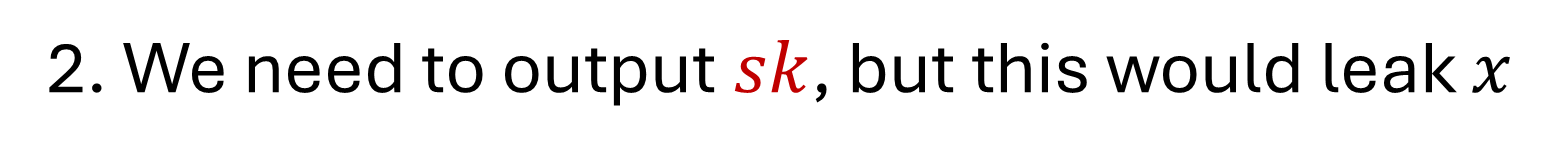 2. We need to output sk, but this would leak x